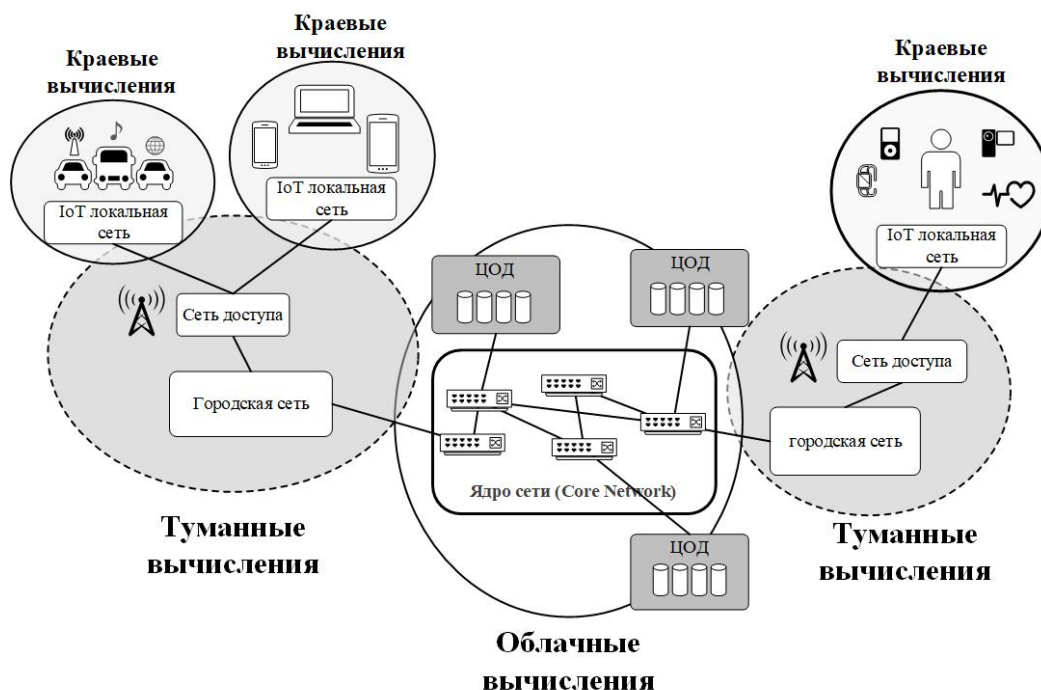 Краевые
вычисления
IoT локальная
сеть
Краевые
вычисления
IoT локальная
сеть
Сеть доступа
Городская сеть
Туманные
вычисления
ЦОД
ЦОД
Ядро сети (Core Network)
ЦОД
Облачные
вычисления
Краевые
вычисления
IoT локальная
сеть
Сеть доступа
городская сеть
Туманные
вычисления